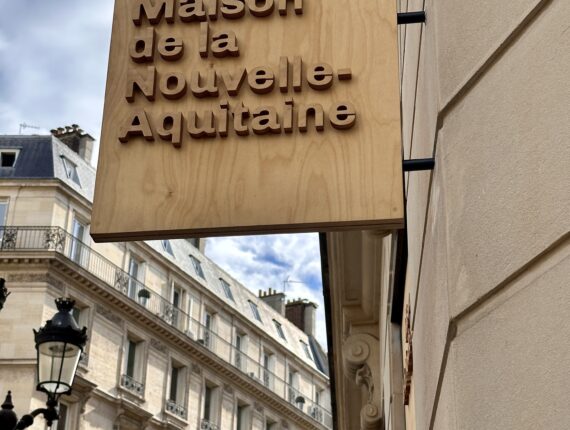 Maison
de la
Nouvelle-
Aquitaine